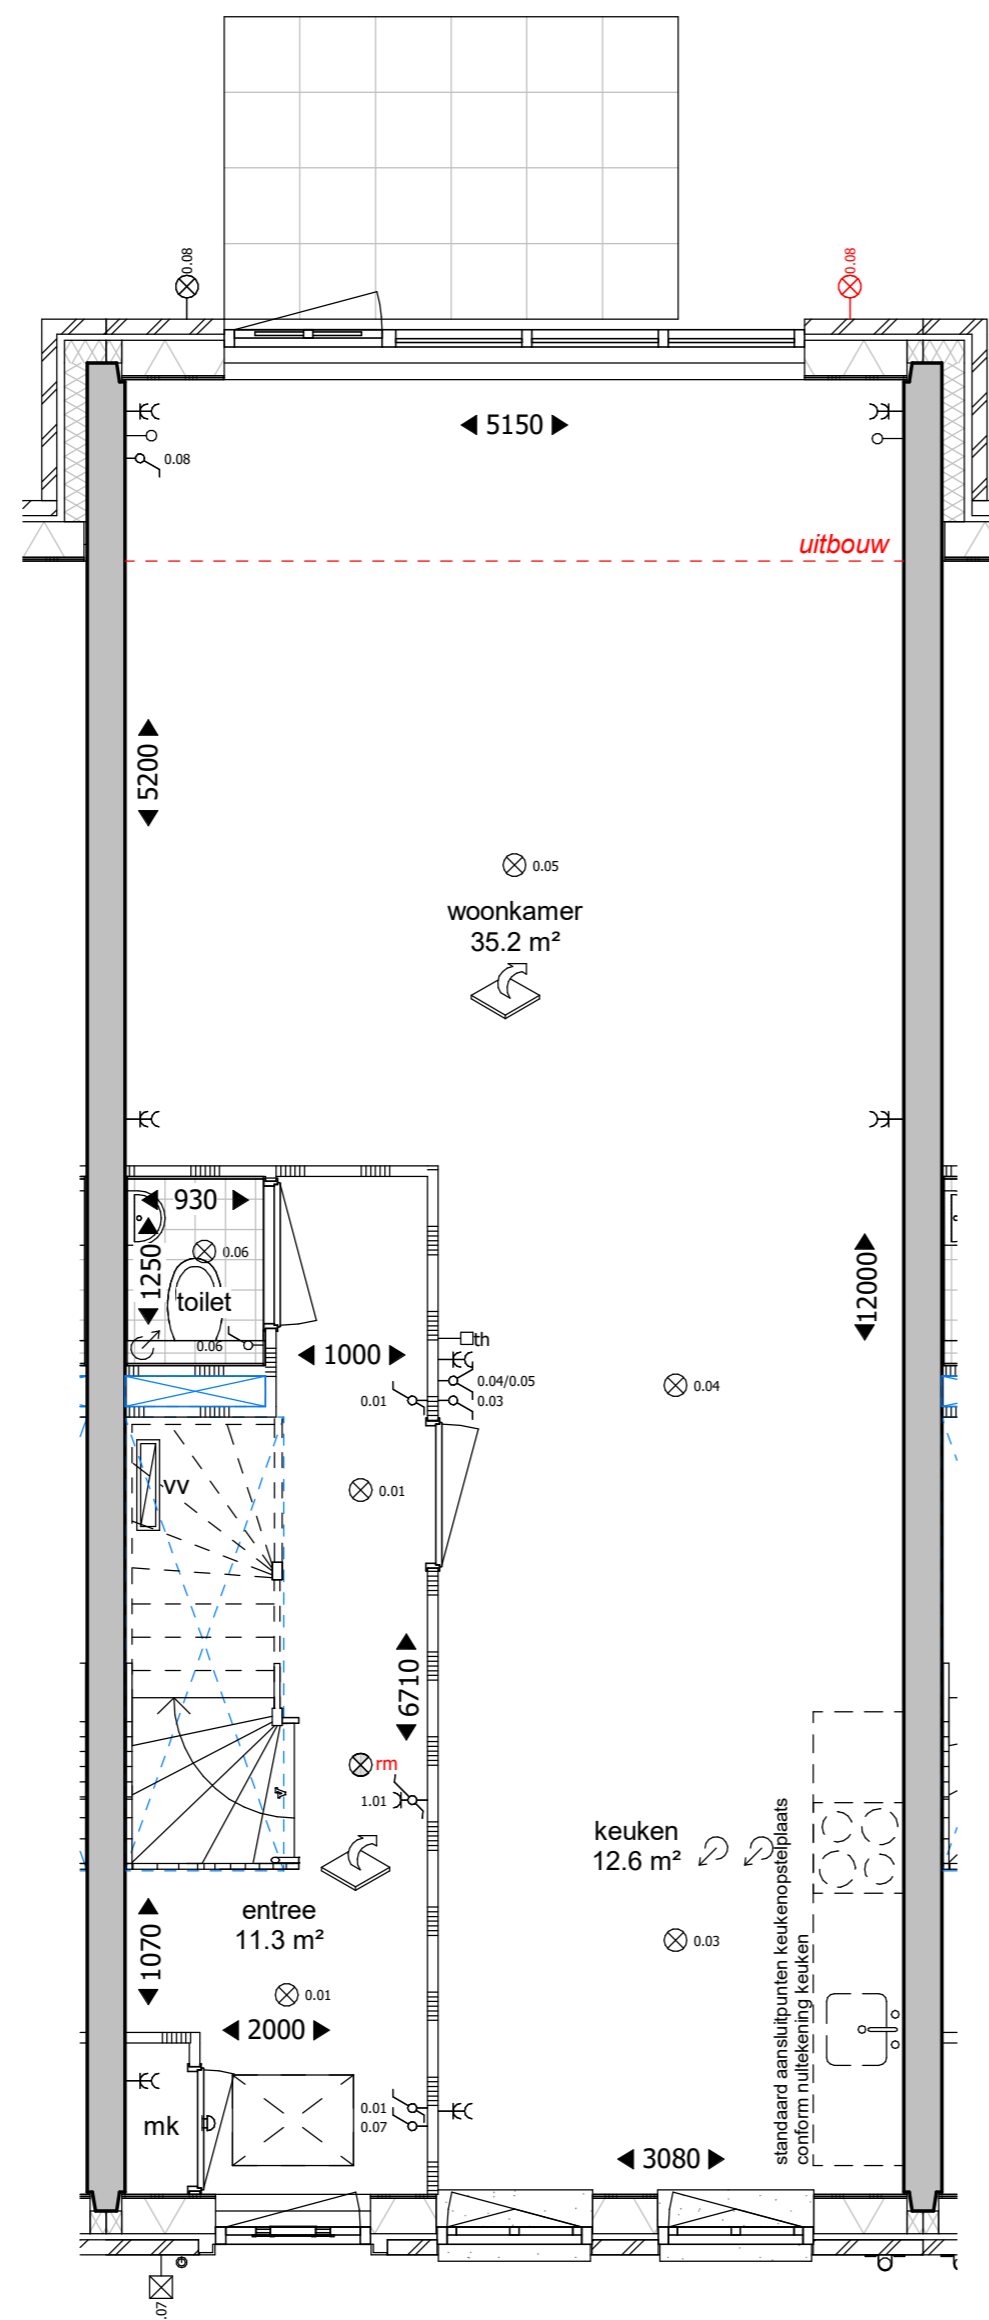 0.08
0.08
5150
0.08
uitbouw
5200
0.05
woonkamer
35.2 m²
930
1250
0.06
toilet
0.06
12000
th
1000
0.04/0.05
0.01
0.03
0.04
vv
0.01
6710
rm
1.01
keuken
12.6 m²
standaard aansluitpunten keukenopstelplaats
conform nultekening keuken
entree
11.3 m²
1070
0.03
0.01
2000
mk
0.01
0.07
3080
.07